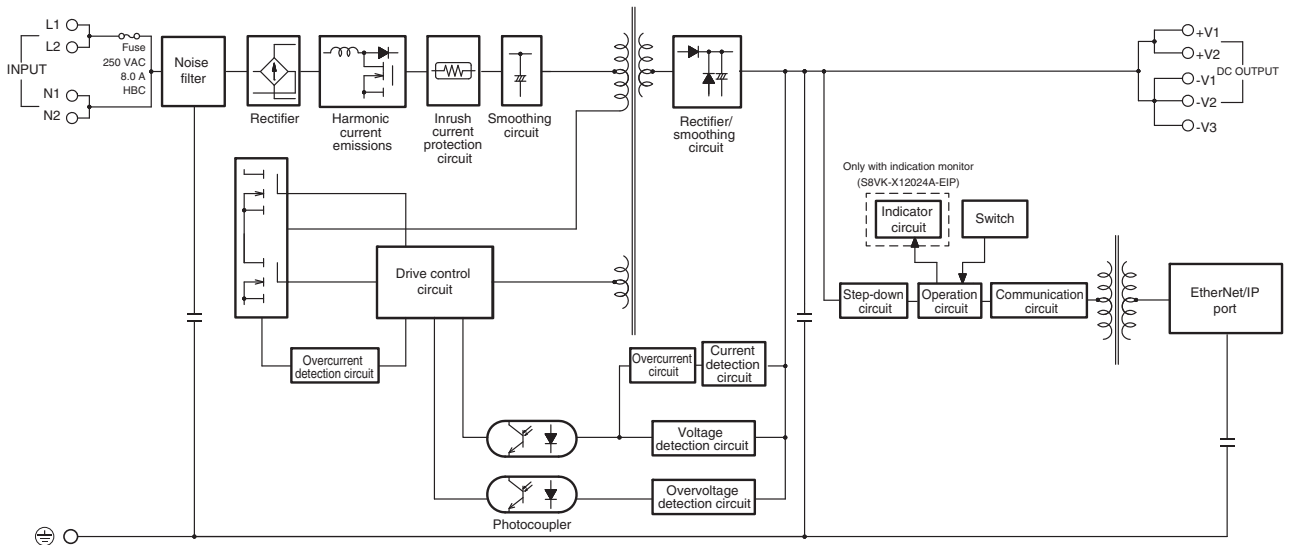 L1
L2
INPUT
N1
N2
Fuse
250 VAC
8.0 A
HBC
Noise
filter
Rectifier
Harmonic
current
emissions
Inrush
current
protection
circuit
Smoothing
circuit
Rectifier/
smoothing
circuit
+V1
+V2
-V1
DC OUTPUT
-V2
-V3
Only with indication monitor
(S8VK-X12024A-EIP)
Indicator
circuit
Switch
Drive control
circuit
Step-down
circuit
Operation
circuit
Communication
circuit
EtherNet/IP
port
Overcurrent
detection circuit
Overcurrent
circuit
Current
detection
circuit
Voltage
detection circuit
Overvoltage
detection circuit
Photocoupler